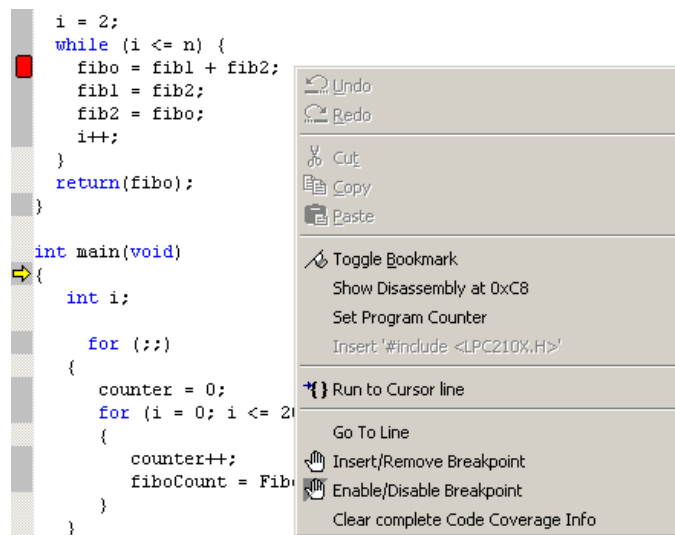 i = 2;
while (i <= n) {
fibo = fib1 + fib2;
fib1 = fib2;
fib2 = fibo;
i++;
}
return(fibo);
}
int main(void)
{
int i;
for (;;)
{
counter = 0;
for (i = 0; i <= 2
{
counter++;
fiboCount = Fib
}
}
Undo
Redo
Cut
Copy
Paste
Toggle Bookmark
Show Disassembly at 0xC8
Set Program Counter
Insert '#include <LPC210X.H>'
Run to Cursor line
Go To Line
Insert/Remove Breakpoint
Enable/Disable Breakpoint
Clear complete Code Coverage Info